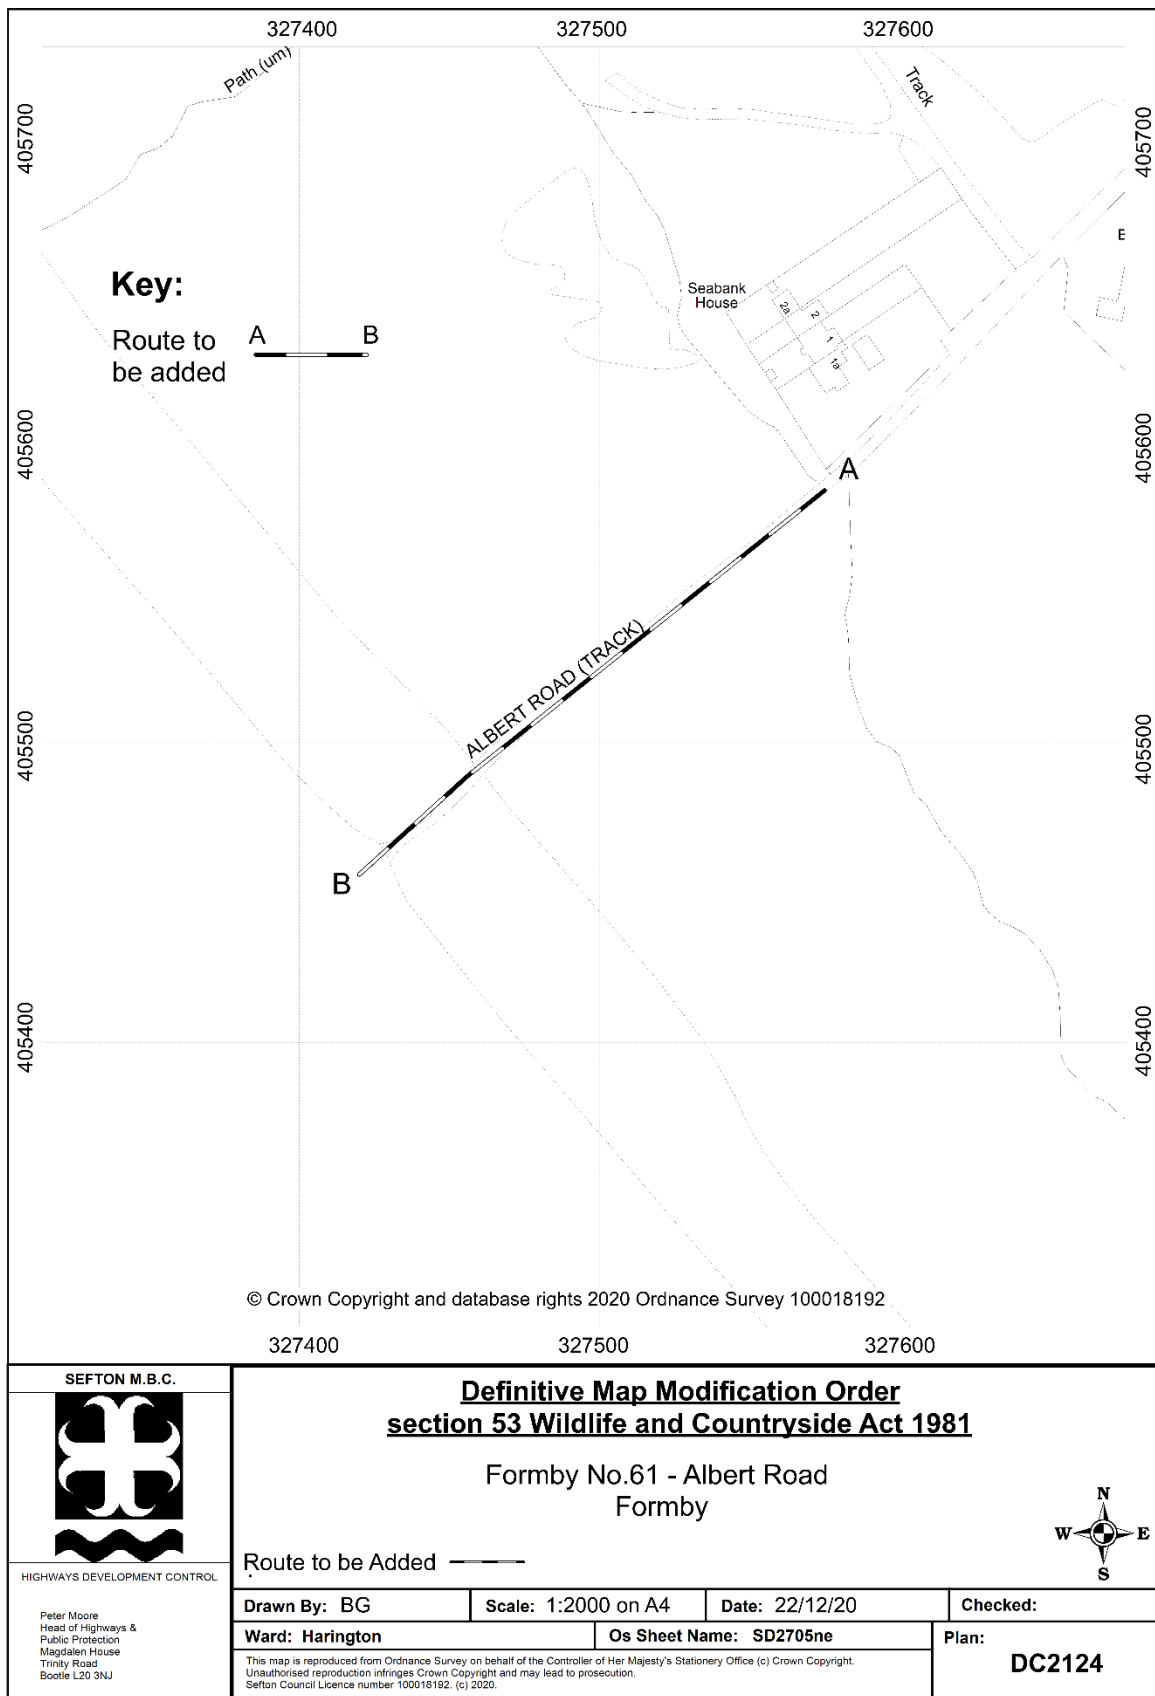 327400
327500
327600
Path (um)
Track
405700
405700
E
Key:
Seabank
House
2a
2
1
1a
Route to
be added
A
B
405600
405600
A
ALBERT ROAD (TRACK)
405500
405500
B
405400
405400
© Crown Copyright and database rights 2020 Ordnance Survey 100018192
327400
327500
327600
SEFTON M.B.C.
HIGHWAYS DEVELOPMENT CONTROL
Peter Moore
Head of Highways &
Public Protection
Magdalen House
Trinity Road
Bootle L20 3NJ
Definitive Map Modification Order
section 53 Wildlife and Countryside Act 1981
Formby No.61 - Albert Road
Formby
N
W E
S
Route to be Added
Drawn By: BG
Scale: 1:2000 on A4
Date: 22/12/20
Checked:
Ward: Harington
Os Sheet Name: SD2705ne
Plan:
DC2124
This map is reproduced from Ordnance Survey on behalf of the Controller of Her Majesty's Stationery Office (c) Crown Copyright.
Unauthorised reproduction infringes Crown Copyright and may lead to prosecution.
Sefton Council Licence number 100018192. (c) 2020.